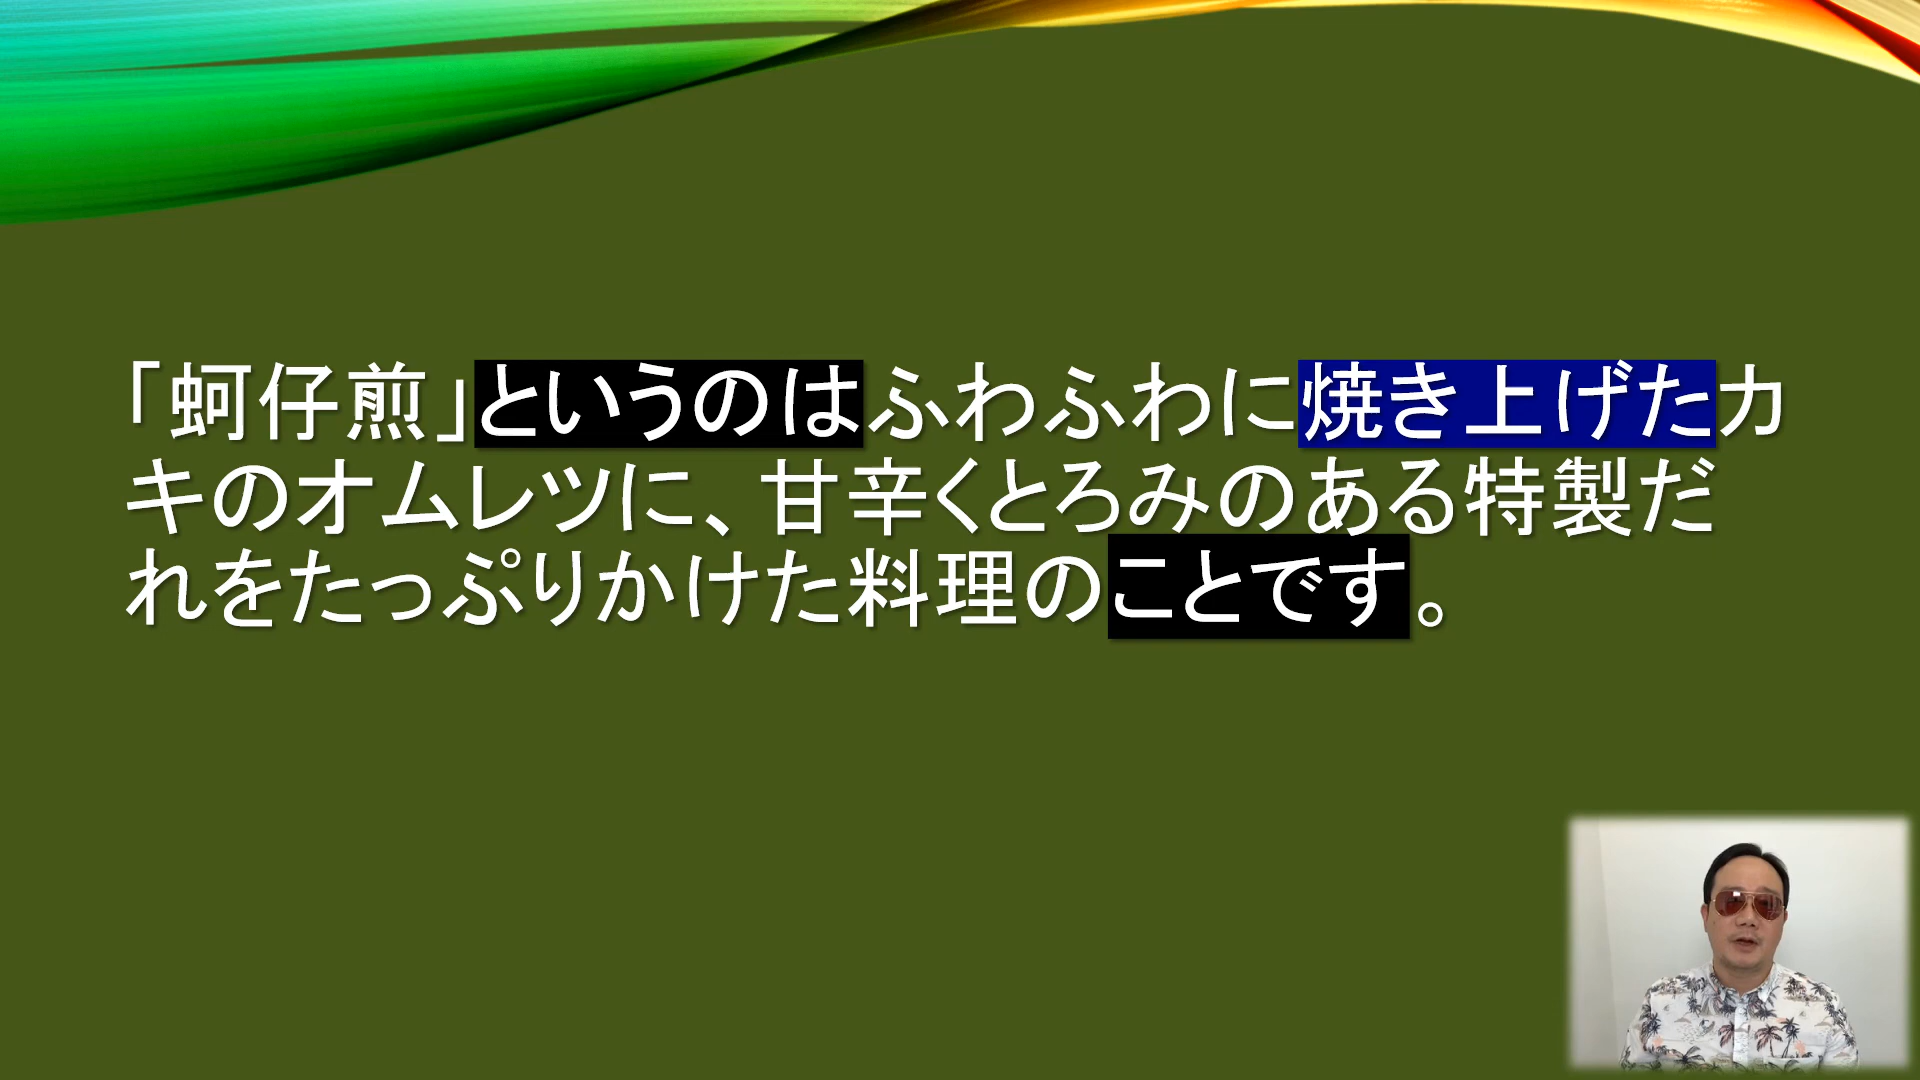 「蚵仔煎」というのはふわふわに焼き上げたカ
キのオムレツに、甘辛くとろみのある特製だ
れをたっぷりかけた料理のことです。